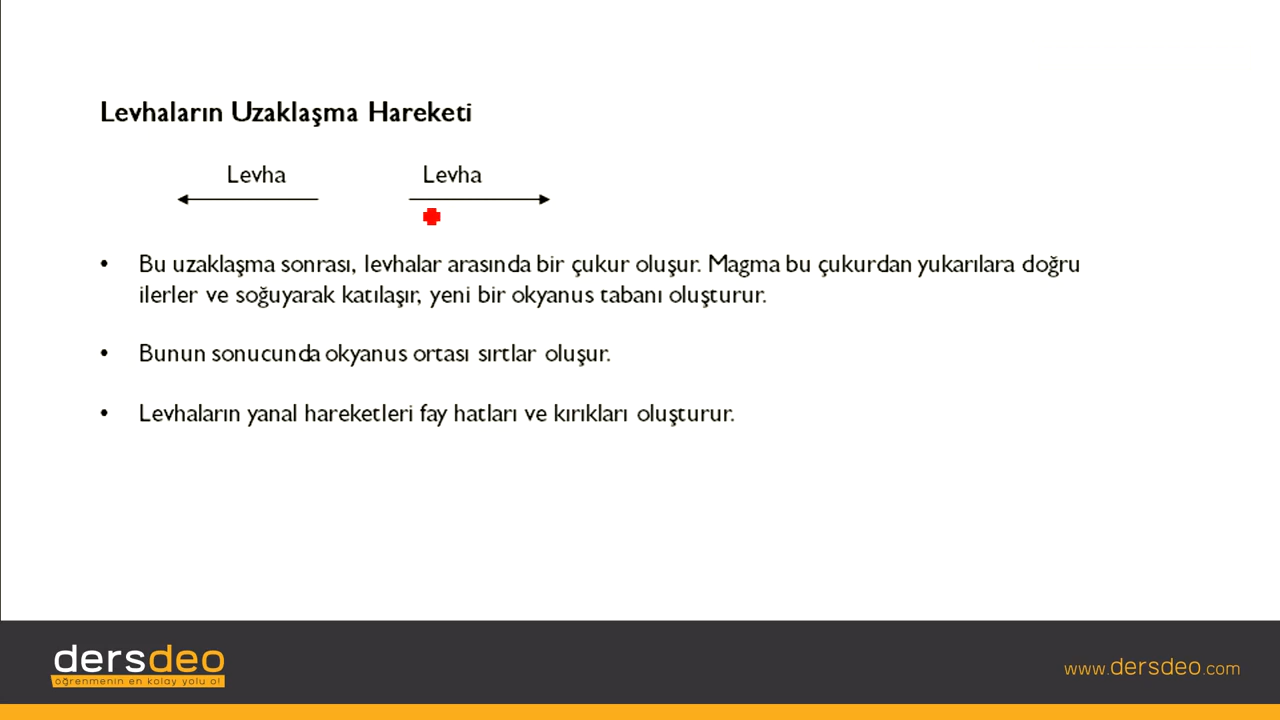 Levhaların Uzaklaşma Hareketi
Levha Levha
• Bu uzaklaşma sonrası, levhalar arasında bir çukur oluşur. Magma bu çukurdan yukarılara doğru
ilerler ve soğuyarak katılaşır, yeni bir okyanus tabanı oluşturur.
• Bunun sonucunda okyanus ortası sırtlar oluşur.
• Levhaların yanal hareketleri fay hatları ve kırıkları oluşturur.
dersdeo
öğrenmenin en kolay yolu o!
www.dersdeo.com